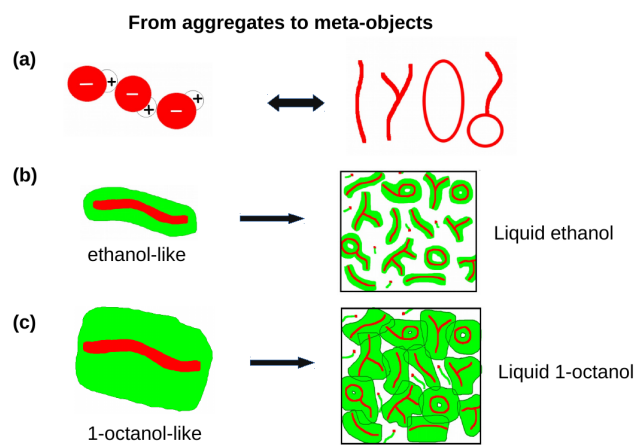 From aggregates to meta-objects
(a)
− + − + − +
(b)
ethanol-like
Liquid ethanol
(c)
1-octanol-like
Liquid 1-octanol